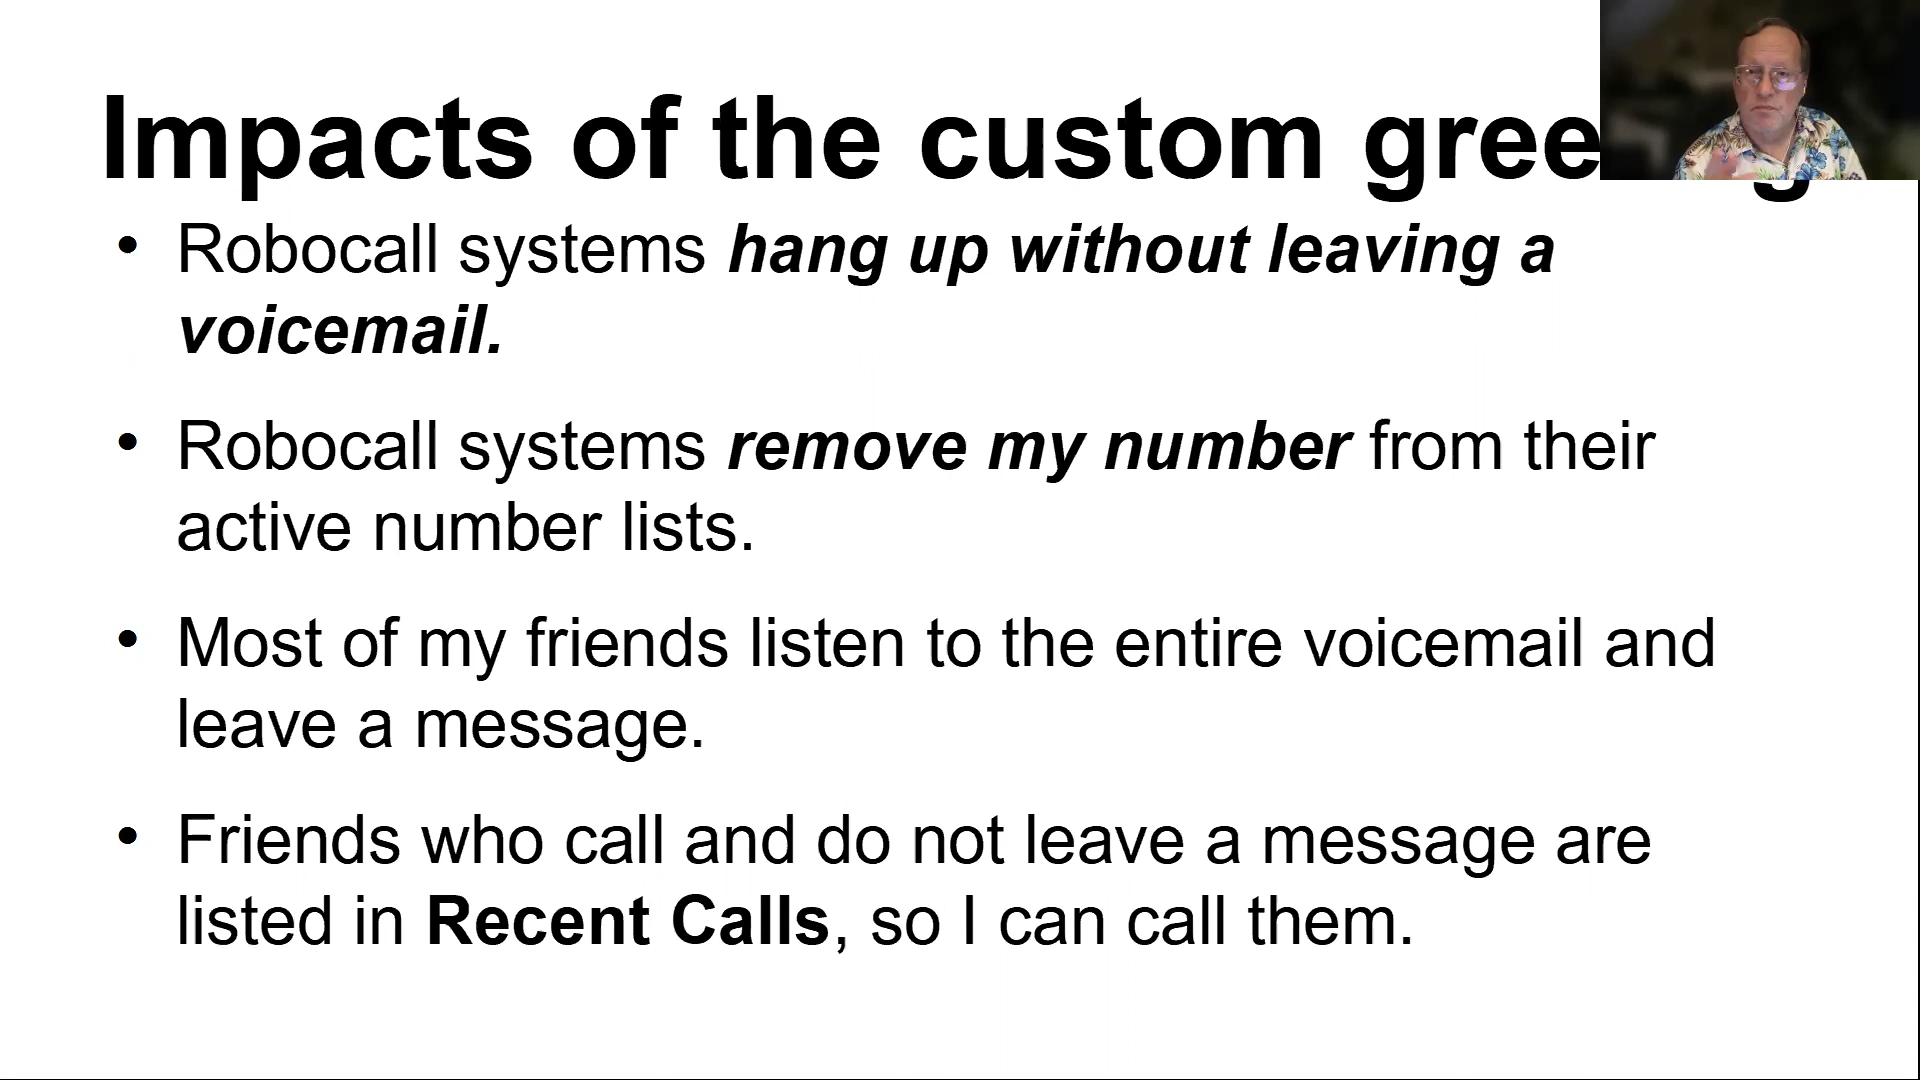 Impacts of the custom gree
• Robocall systems hang up without leaving a
voicemail.
• Robocall systems remove my number from their
active number lists.
• Most of my friends listen to the entire voicemail and
leave a message.
• Friends who call and do not leave a message are
listed in Recent Calls, so I can call them.